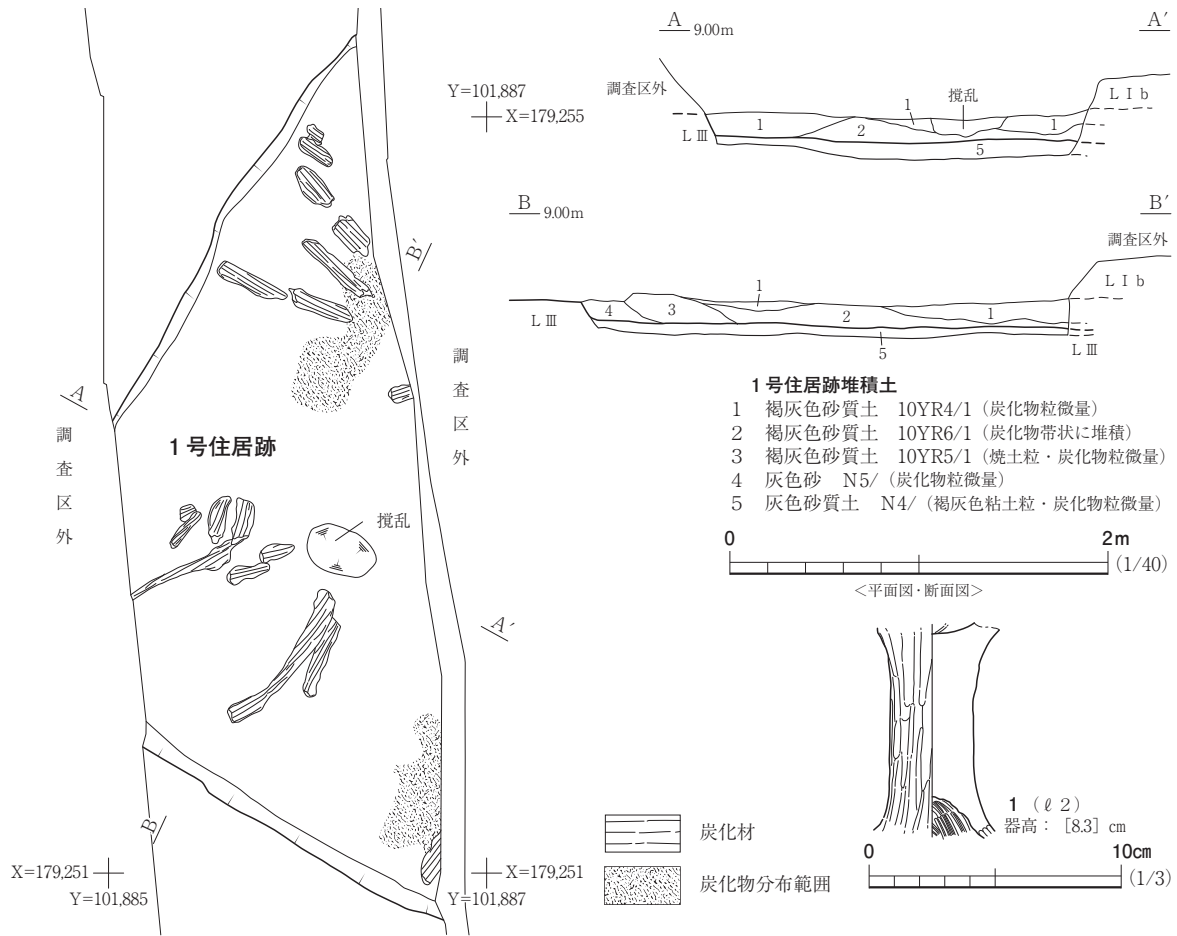 A 9.00m A′
調査区外
1
撹乱
L Ⅰ b
L Ⅲ
1
2
1
5
B 9.00m B′
調査区外
1
L Ⅰ b
L Ⅲ
4
3
2
1
5
L Ⅲ
Y=101,887
X=179,255
B′
調査区外
A
調査区外
1号住居跡
撹乱
A′
B
X=179,251
Y=101,885
X=179,251
Y=101,887
1号住居跡堆積土
1 褐灰色砂質土 10YR4/1 (炭化物粒微量)
2 褐灰色砂質土 10YR6/1 (炭化物帯状に堆積)
3 褐灰色砂質土 10YR5/1 (焼土粒・炭化物粒微量)
4 灰色砂 N5/ (炭化物粒微量)
5 灰色砂質土 N4/ (褐灰色粘土粒・炭化物粒微量)
0 2m
(1/40)
<平面図・断面図>
1 (ℓ 2)
器高：[8.3] cm
0 10cm
(1/3)
炭化材
炭化物分布範囲